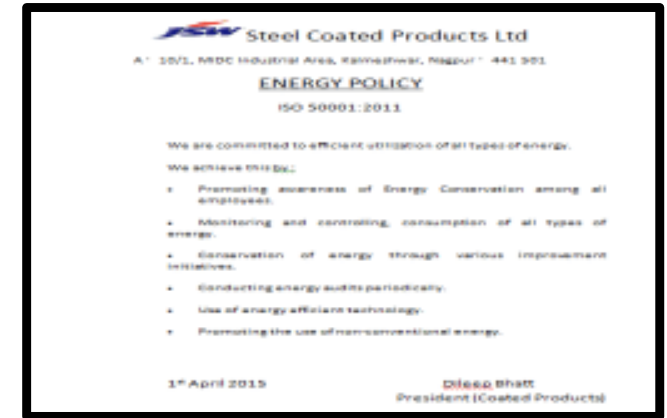 JSW Steel Coated Products Ltd
A - 10/1, MIDC Industrial Area, Kalmeshwar, Nagpur - 441 501
ENERGY POLICY
ISO 50001:2011
We are committed to efficient utilization of all types of energy.
We achieve this by.:
• Promoting awareness of Energy Conservation among all
employees.
• Monitoring and controlling, consumption of all types of
energy.
• Conservation of energy through various improvement
initiatives.
• Conducting energy audits periodically.
• Use of energy efficient technology.
• Promoting the use of non-conventional energy.
1st April 2015 Dileep Bhatt
President (Coated Products)